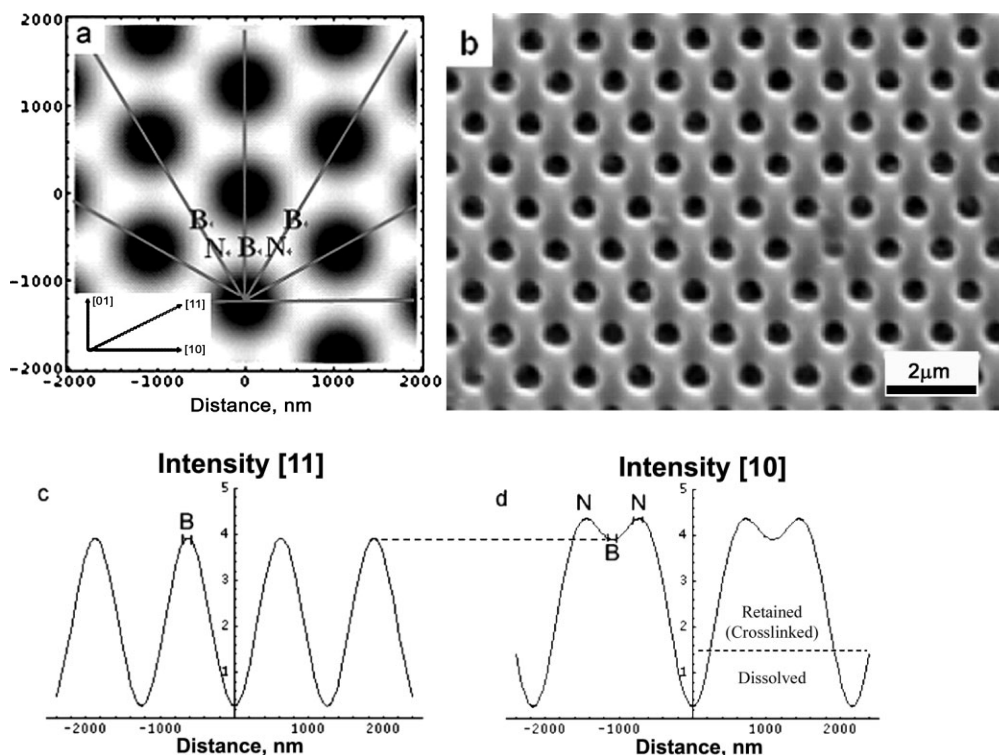 a
2000
1000
0
-1000
-2000
B
B
N
B
N
[01]
[11]
[10]
-2000
-1000
0
1000
2000
Distance, nm
b
2μm
Intensity [11]
c
5
4
3
2
1
B
-2000
-1000
0
1000
2000
Distance, nm
Intensity [10]
d
5
4
3
2
1
N
N
B
Retained
(Crosslinked)
Dissolved
-2000
-1000
0
1000
2000
Distance, nm